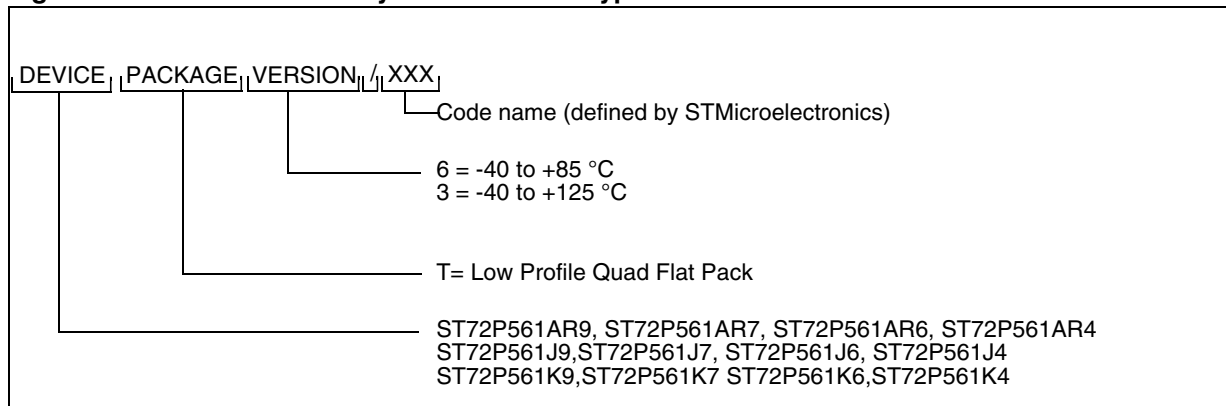 DEVICE PACKAGE VERSION / XXX
Code name (defined by STMicroelectronics)
6 = -40 to +85 °C
3 = -40 to +125 °C
T= Low Profile Quad Flat Pack
ST72P561AR9, ST72P561AR7, ST72P561AR6, ST72P561AR4
ST72P561J9,ST72P561J7, ST72P561J6, ST72P561J4
ST72P561K9,ST72P561K7 ST72P561K6,ST72P561K4